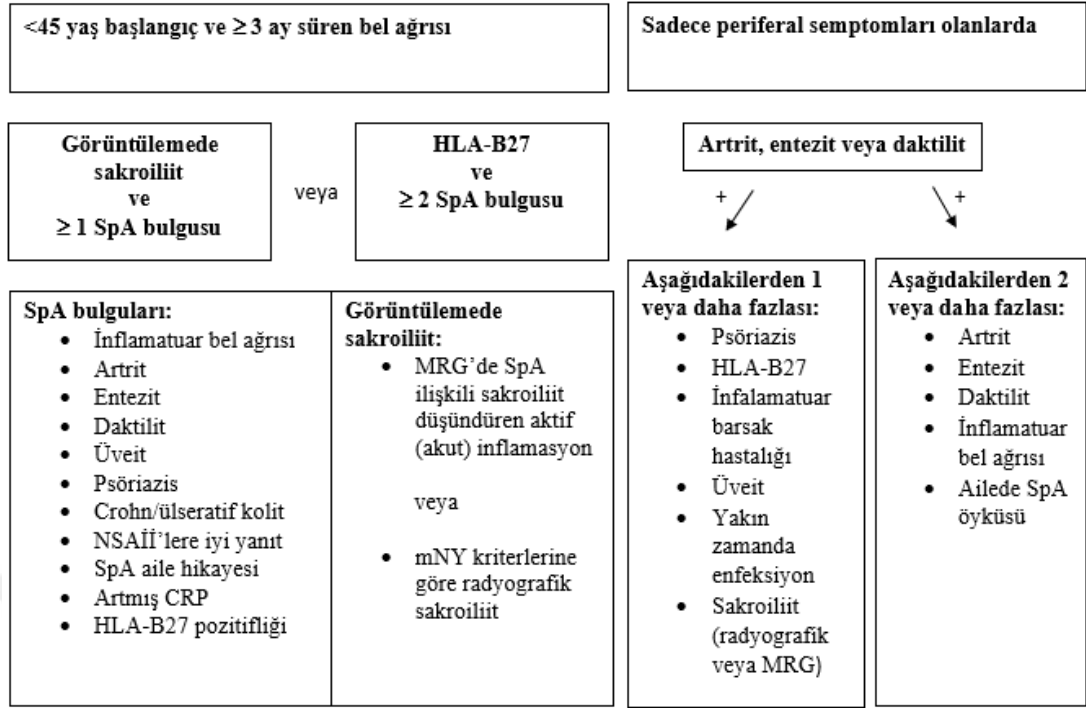 <45 yaş başlangıç ve ≥ 3 ay süren bel ağrısı
Sadece periferal semptomları olanlarda
Görüntülemede
sakroiliit
ve
≥ 1 SpA bulgusu
veya
HLA-B27
ve
≥ 2 SpA bulgusu
Artrit, entezit veya daktilit
+
+
SpA bulguları:
• İnflamatuar bel ağrısı
• Artrit
• Entezit
• Daktilit
• Üveit
• Psöriazis
• Crohn/ülseratif kolit
• NSAİİ’lere iyi yanıt
• SpA aile hikayesi
• Artmış CRP
• HLA-B27 pozitifliği
Görüntülemede
sakroiliit:
• MRG’de SpA
ilişkili sakroiliit
düşündüren aktif
(akut) inflamasyon
veya
• mNY kriterlerine
göre radyografik
sakroiliit
Aşağıdakilerden 1
veya daha fazlası:
• Psöriazis
• HLA-B27
• İnfalamatuar
barsak
hastalığı
• Üveit
• Yakın
zamanda
enfeksiyon
• Sakroiliit
(radyografik
veya MRG)
Aşağıdakilerden 2
veya daha fazlası:
• Artrit
• Entezit
• Daktilit
• İnflamatuar
bel ağrısı
• Ailede SpA
öyküsü